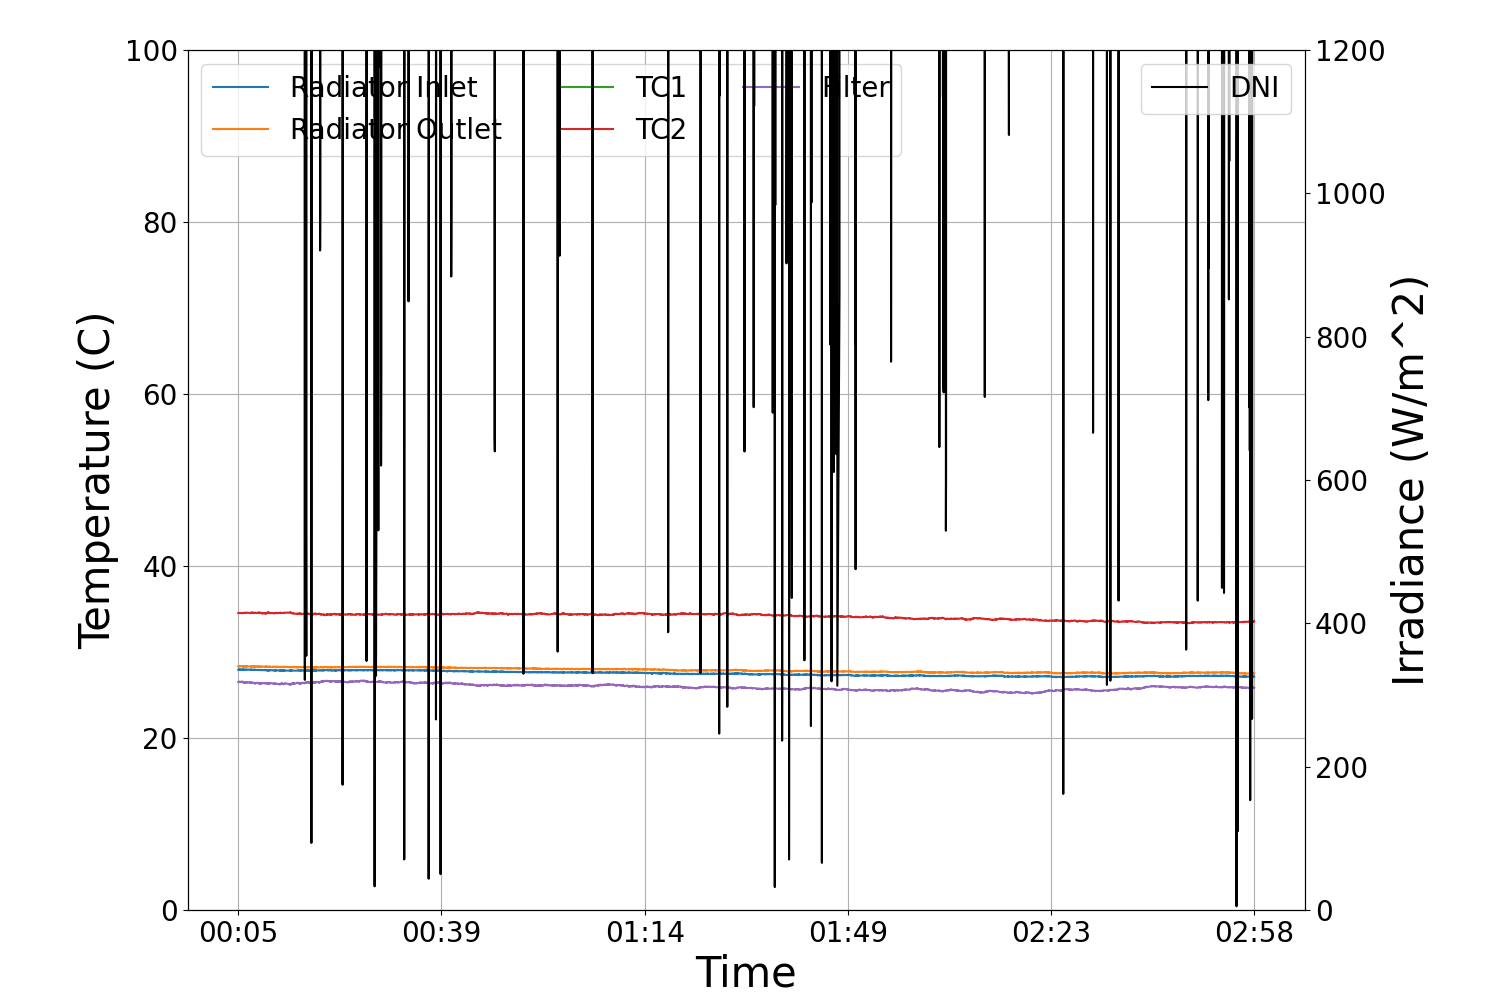 100
80
60
40
20
0
Temperature (C)
Radiator Inlet
Radiator Outlet
TC1
TC2
Filter
DNI
1200
1000
800
600
400
200
0
Irradiance (W/m^2)
00:05 00:39 01:14 01:49 02:23 02:58
Time